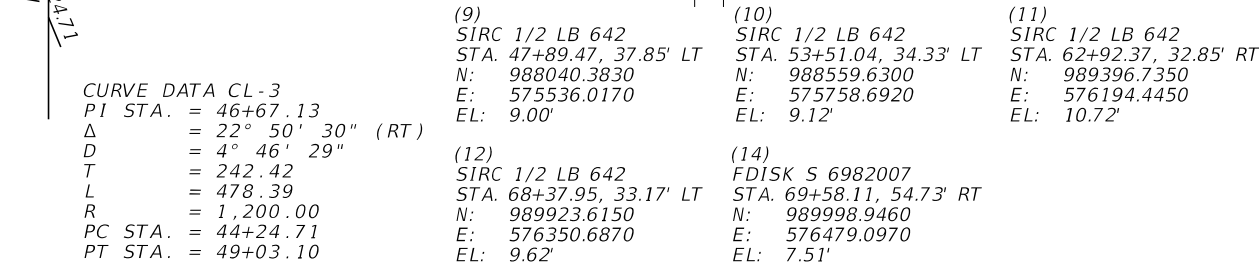 24.71
CURVE DATA CL-3
PI STA. = 46+67.13
Δ = 22° 50' 30" (RT)
D = 4° 46' 29"
T = 242.42
L = 478.39
R = 1,200.00
PC STA. = 44+24.71
PT STA. = 49+03.10
(9)
SIRC 1/2 LB 642
STA. 47+89.47, 37.85' LT
N: 988040.3830
E: 575536.0170
EL: 9.00'
(10)
SIRC 1/2 LB 642
STA. 53+51.04, 34.33' LT
N: 988559.6300
E: 575758.6920
EL: 9.12'
(11)
SIRC 1/2 LB 642
STA. 62+92.37, 32.85' RT
N: 989396.7350
E: 576194.4450
EL: 10.72'
(12)
SIRC 1/2 LB 642
STA. 68+37.95, 33.17' LT
N: 989923.6150
E: 576350.6870
EL: 9.62'
(14)
FDISK S 6982007
STA. 69+58.11, 54.73' RT
N: 989998.9460
E: 576479.0970
EL: 7.51'